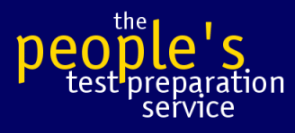 the
people's
test preparation
service